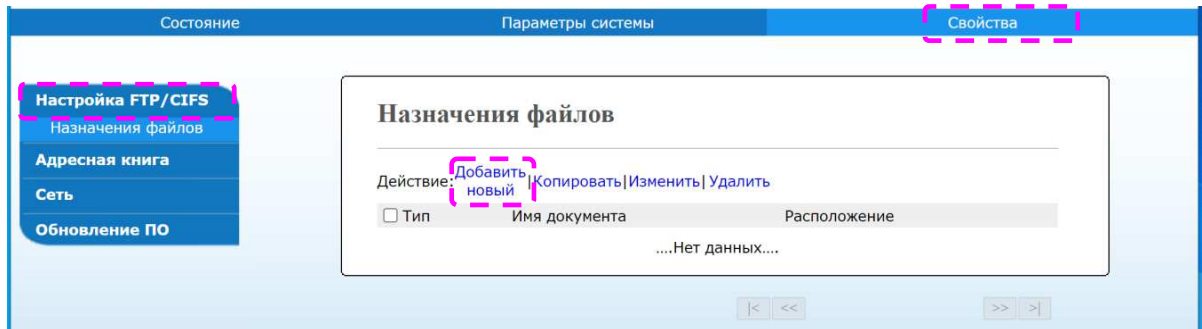 Состояние Параметры системы Свойства
Настройка FTP/CIFS
Назначения файлов
Адресная книга
Сеть
Обновление ПО
Назначения файлов
Действие: Добавить новый |Копировать|Изменить| Удалить
Тип Имя документа Расположение
....Нет данных....
|< << >> >|